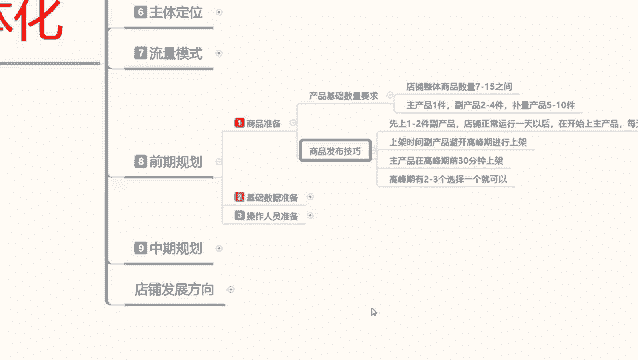 体化
6 主体定位
7 流量模式
8 前期规划
1 商品准备
产品基础数量要求
店铺整体商品数量7-15之间
主产品1件，副产品2-4件，补量产品5-10件
商品发布技巧
先上1-2件副产品，店铺正常运行一天以后，在开始上主产品，每
上架时间副产品避开高峰期进行上架
主产品在高峰期前30分钟上架
高峰期有2-3个选择一个就可以
2 基础数据准备
3 操作人员准备
9 中期规划
店铺发展方向